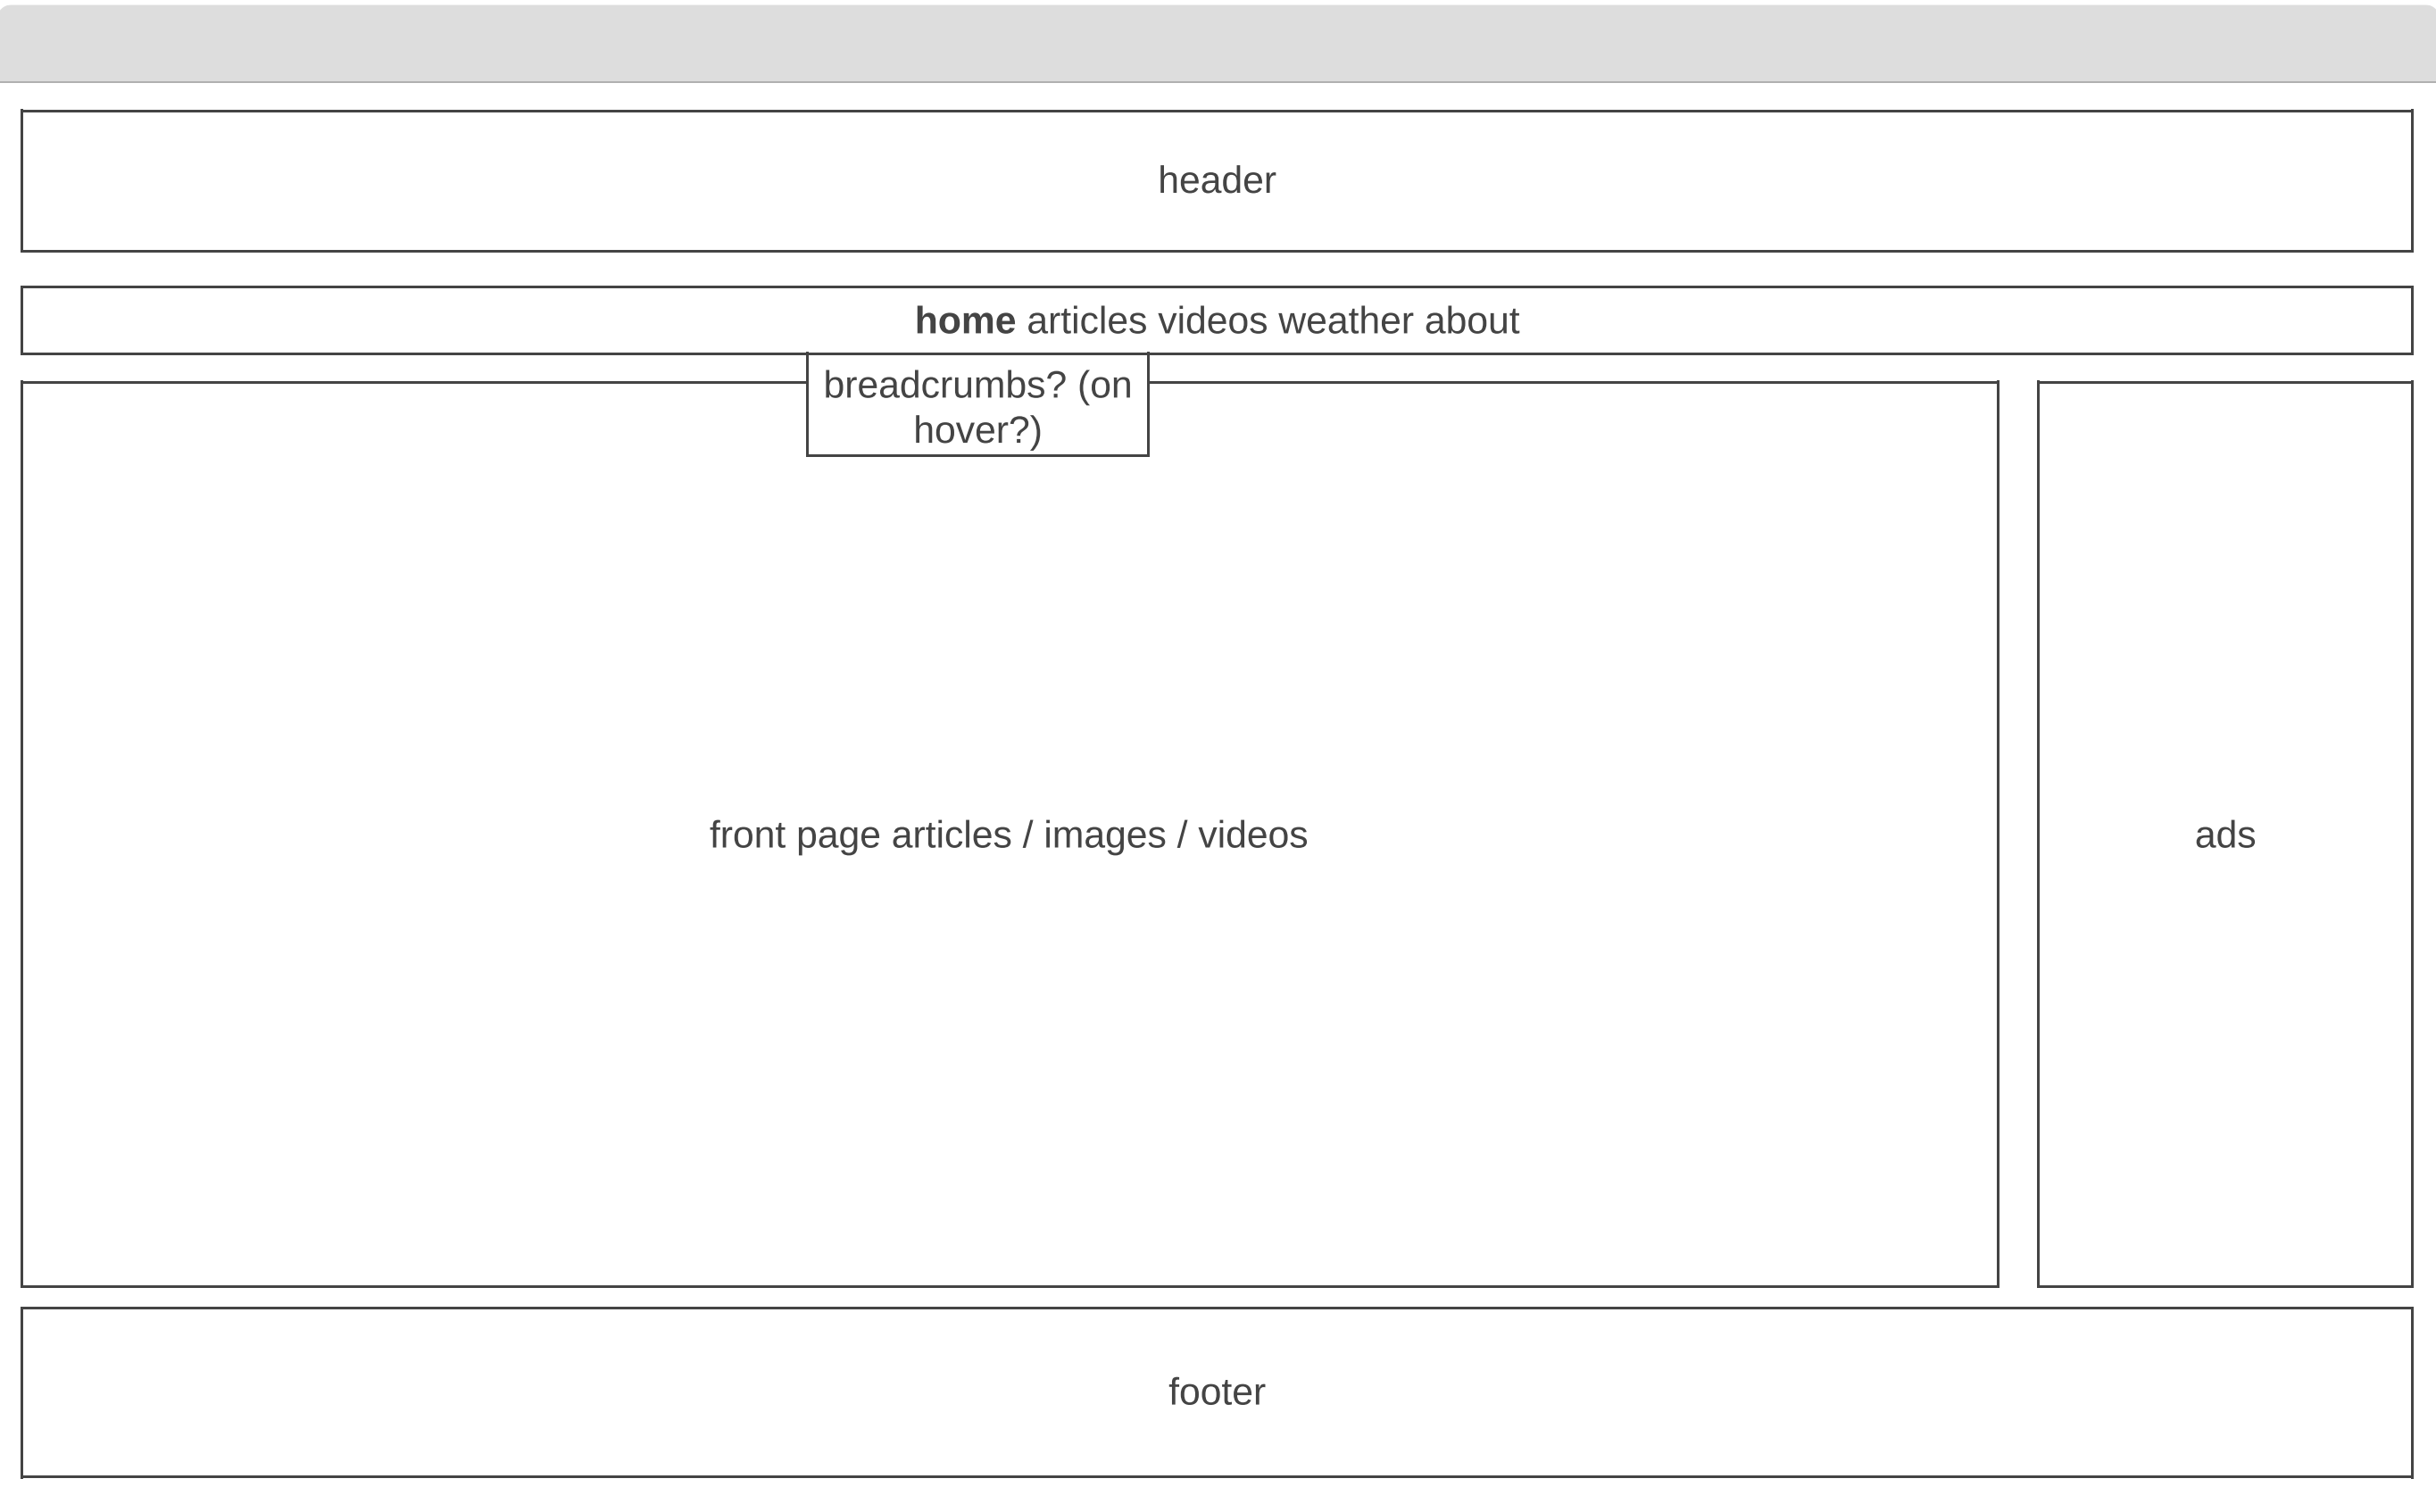 header
home articles videos weather about
breadcrumbs? (on
hover?)
front page articles / images / videos
ads
footer